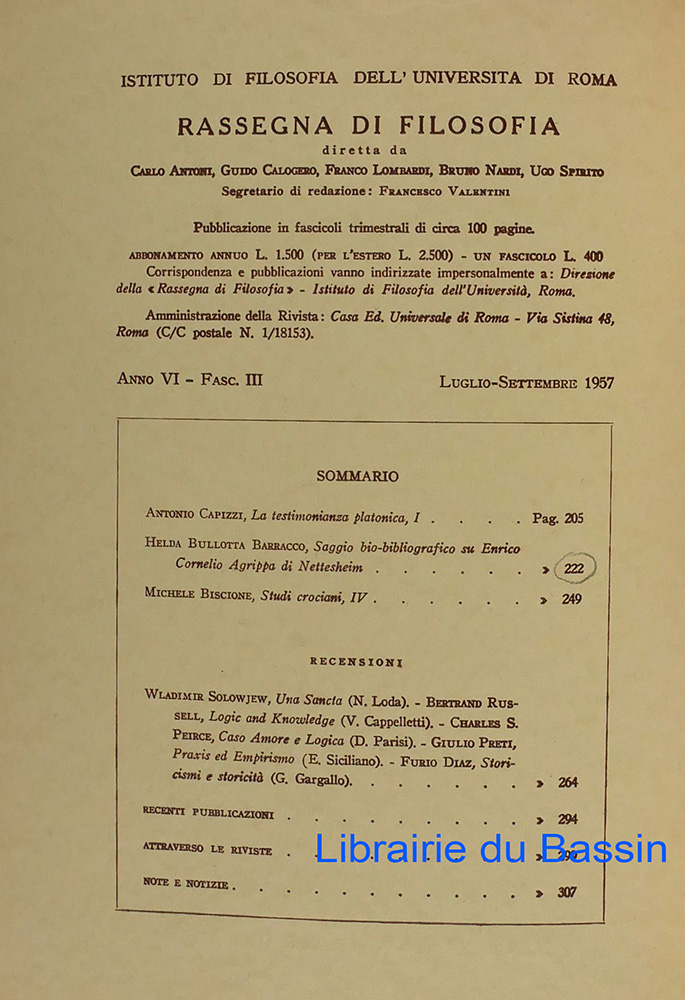 ISTITUTO DI FILOSOFIA DELL' UNIVERSITA DI ROMA
RASSEGNA DI FILOSOFIA
diretta da
CARLO ANTONI, GUIDO CALOGERO, FRANCO LOMBARDI, BRUNO NARDI, UGO SPIRITO
Segretario di redazione: FRANCESCO VALENTINI
Pubblicazione in fascicoli trimestrali di circa 100 pagine.
ABBONAMENTO ANNUO L. 1.500 (PER L'ESTERO L. 2.500) - UN FASCICOLO L. 400
Corrispondenza e pubblicazioni vanno indirizzate impersonalmente a: Direzione
della «Rassegna di Filosofia» - Istituto di Filosofia dell'Università, Roma.
Amministrazione della Rivista: Casa Ed. Universale di Roma - Via Sistina 48,
Roma (C/C postale N. 1/18153).
ANNO VI - FASC. III LUGLIO-SETTEMBRE 1957
SOMMARIO
ANTONIO CAPIZZI, La testimonianza platonica, I . . . . Pag. 205
HELDA BULLOTTA BARRACCO, Saggio bio-bibliografico su Enrico
Cornelio Agrippa di Nettesheim . . . . . . » 222
MICHELE BISCIONE, Studi crociani, IV . . . . . . » 249
RECENSIONI
WLADIMIR SOLOWJEW, Una Sancta (N. Loda). - BERTRAND RUS-
SELL, Logic and Knowledge (V. Cappelletti). - CHARLES S.
PEIRCE, Caso Amore e Logica (D. Parisi). - GIULIO PRETI,
Praxis ed Empirismo (E. Siciliano). - FURIO DIAZ, Stori-
cismi e storicità (G. Gargallo). . . . . . . » 264
RECENTI PUBBLICAZIONI . . . . . . . . . » 294
ATTRAVERSO LE RIVISTE . . . . . . . . . » 299
Librairie du Bassin
NOTE E NOTIZIE . . . . . . . . . . . » 307